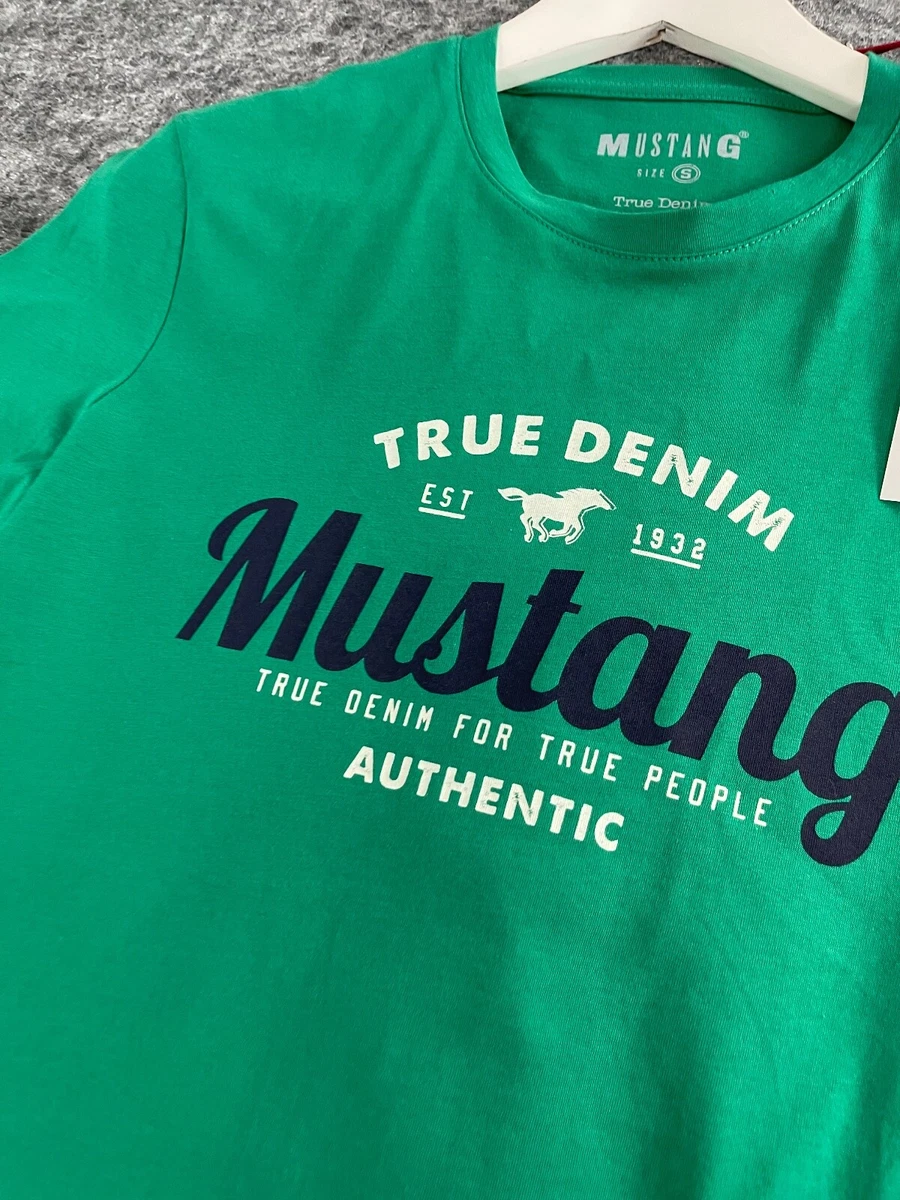 MUSTANG®
SIZE S
True Denim
TRUE DENIM
EST 1932
Mustang
TRUE DENIM FOR TRUE PEOPLE
AUTHENTIC